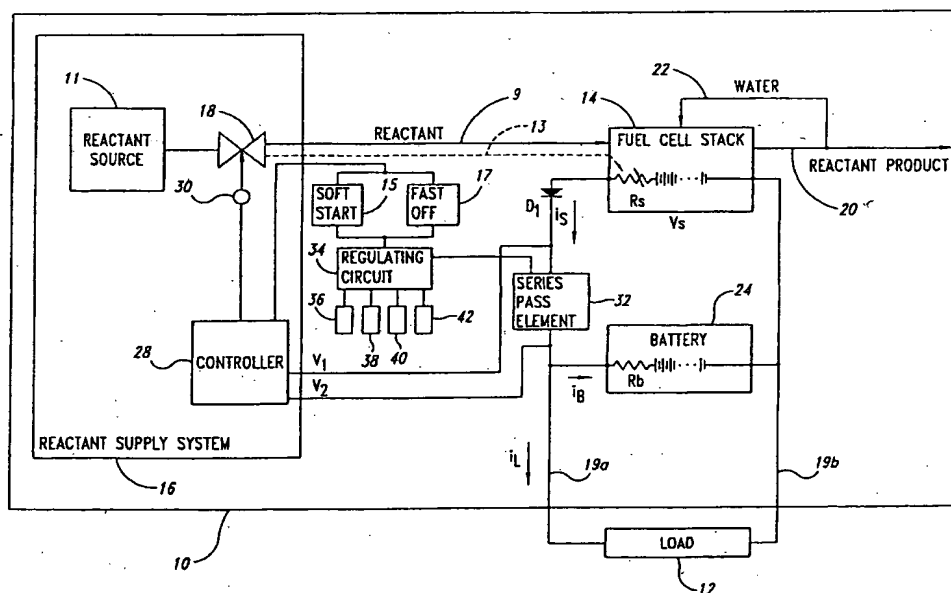 11
REACTANT
SOURCE
18
30
REACTANT
9
13
22
WATER
14
FUEL CELL STACK
Rs
Vs
REACTANT PRODUCT
20
SOFT
START
15
FAST
OFF
17
D1
iS
34
REGULATING
CIRCUIT
36
38
40
42
SERIES
PASS
ELEMENT
32
24
BATTERY
Rb
iB
28
CONTROLLER
V1
V2
REACTANT SUPPLY SYSTEM
16
iL
19a
19b
10
LOAD
12